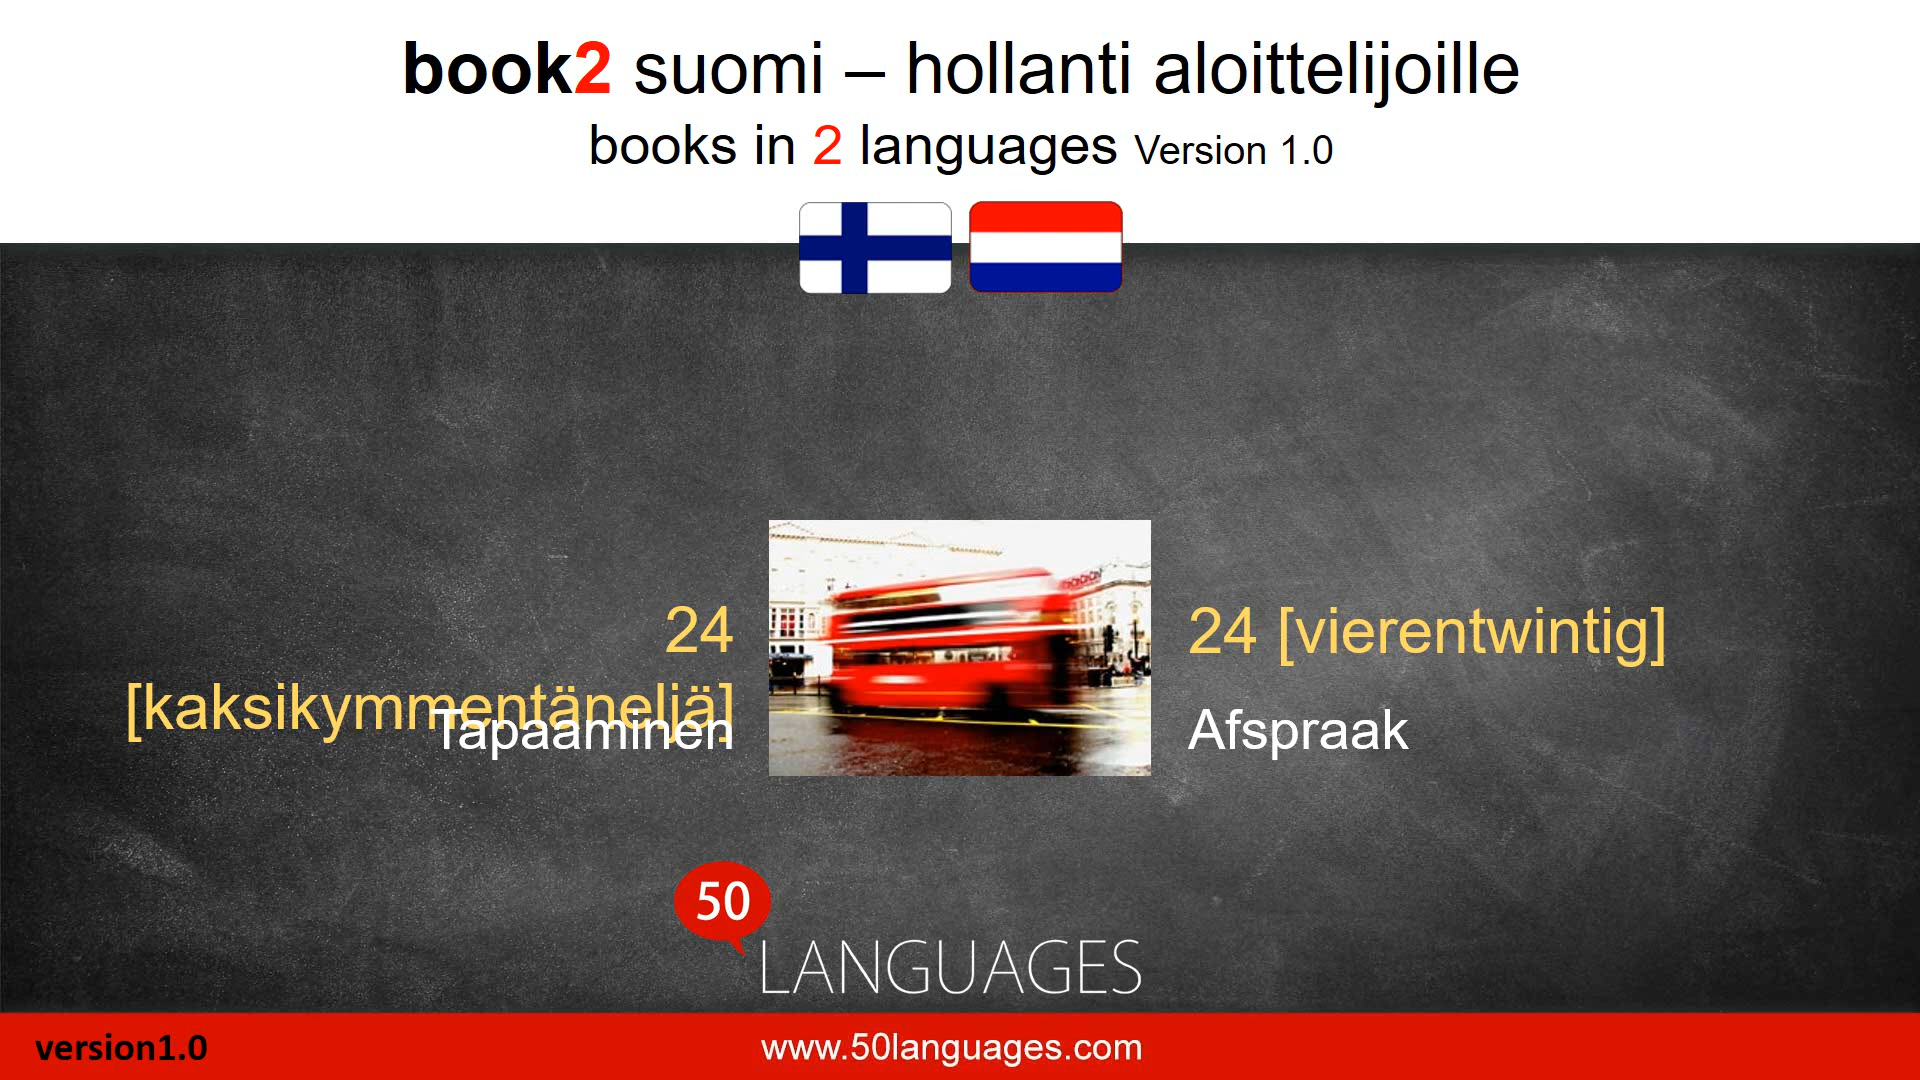 book2 suomi – hollanti aloittelijoille
books in 2 languages Version 1.0
24
[kaksikymmentäneljä]
Tapaaminen
24 [vierentwintig]
Afspraak
50
LANGUAGES
version1.0
www.50languages.com